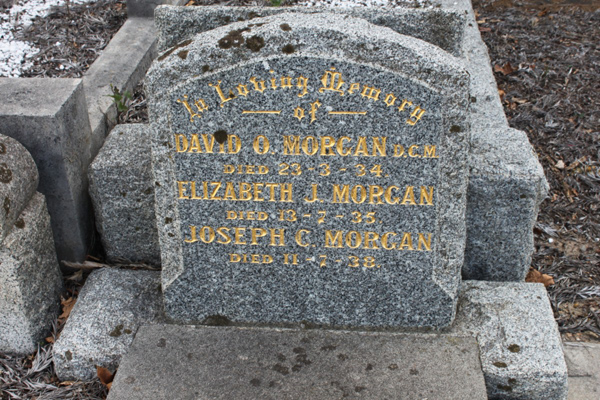 In Loving Memory
of
DAVID O. MORGAN D.C.M.
DIED 23-3-34
ELIZABETH J. MORGAN
DIED 13-7-35
JOSEPH C. MORGAN
DIED 11-7-38.